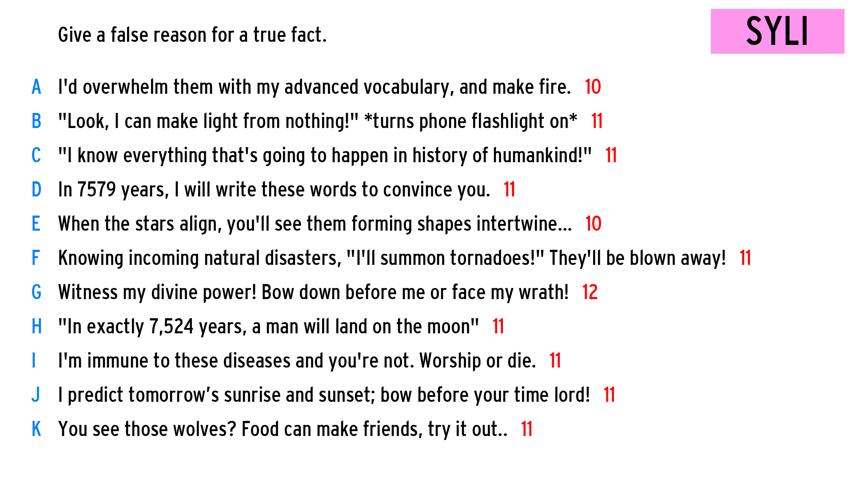 Give a false reason for a true fact.
SYLI
A I'd overwhelm them with my advanced vocabulary, and make fire. 10
B "Look, I can make light from nothing!" *turns phone flashlight on* 11
C "I know everything that's going to happen in history of humankind!" 11
D In 7579 years, I will write these words to convince you. 11
E When the stars align, you'll see them forming shapes intertwine... 10
F Knowing incoming natural disasters, "I'll summon tornadoes!" They'll be blown away! 11
G Witness my divine power! Bow down before me or face my wrath! 12
H "In exactly 7,524 years, a man will land on the moon" 11
I I'm immune to these diseases and you're not. Worship or die. 11
J I predict tomorrow’s sunrise and sunset; bow before your time lord! 11
K You see those wolves? Food can make friends, try it out.. 11